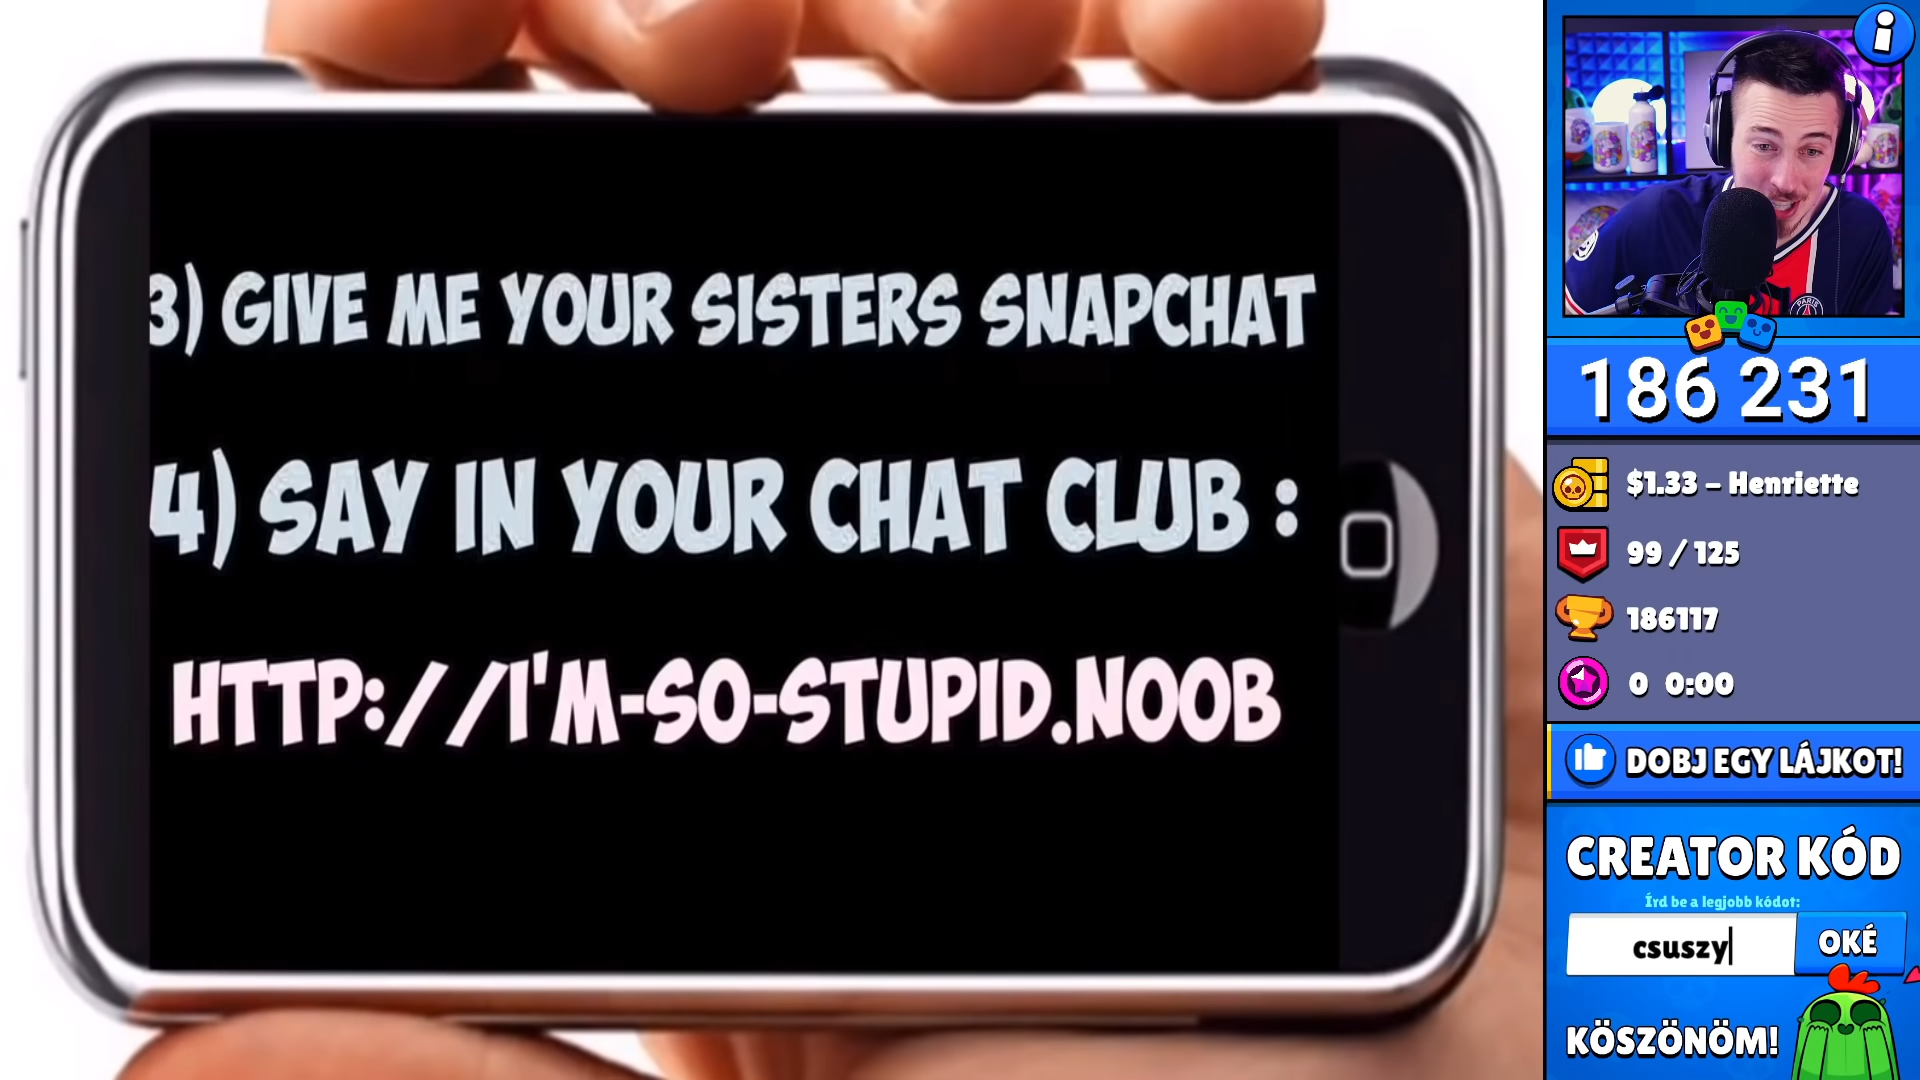 3) GIVE ME YOUR SISTERS SNAPCHAT
4) SAY IN YOUR CHAT CLUB :
HTTP://I'M-SO-STUPID.NOOB
i
PARIS
186 231
$1.33 – Henriette
99 / 125
186117
0 0:00
DOBJ EGY LÁJKOT!
CREATOR KÓD
Írd be a legjobb kódot:
csuszy
OKÉ
KÖSZÖNÖM!